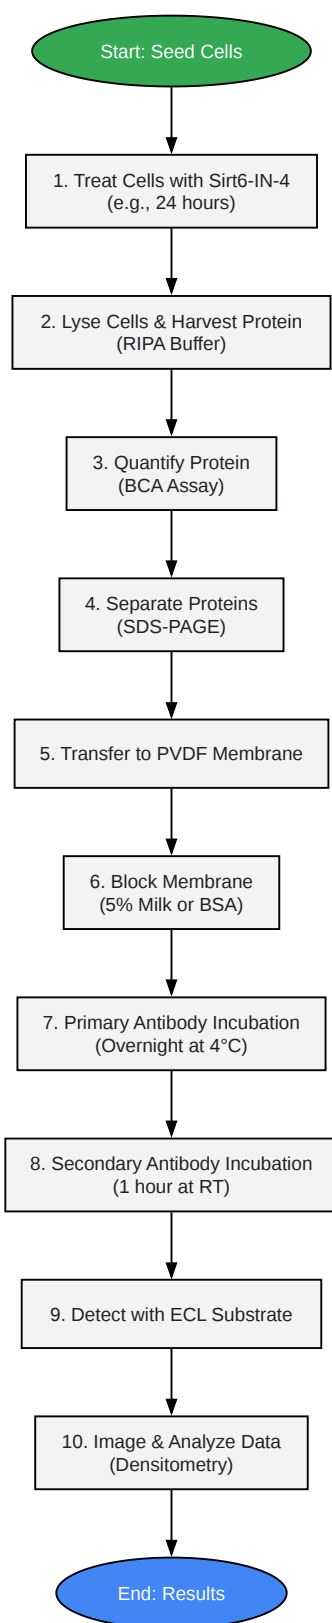 Start: Seed Cells
1. Treat Cells with Sirt6-IN-4
(e.g., 24 hours)
2. Lyse Cells & Harvest Protein
(RIPA Buffer)
3. Quantify Protein
(BCA Assay)
4. Separate Proteins
(SDS-PAGE)
5. Transfer to PVDF Membrane
6. Block Membrane
(5% Milk or BSA)
7. Primary Antibody Incubation
(Overnight at 4°C)
8. Secondary Antibody Incubation
(1 hour at RT)
9. Detect with ECL Substrate
10. Image & Analyze Data
(Densitometry)
End: Results